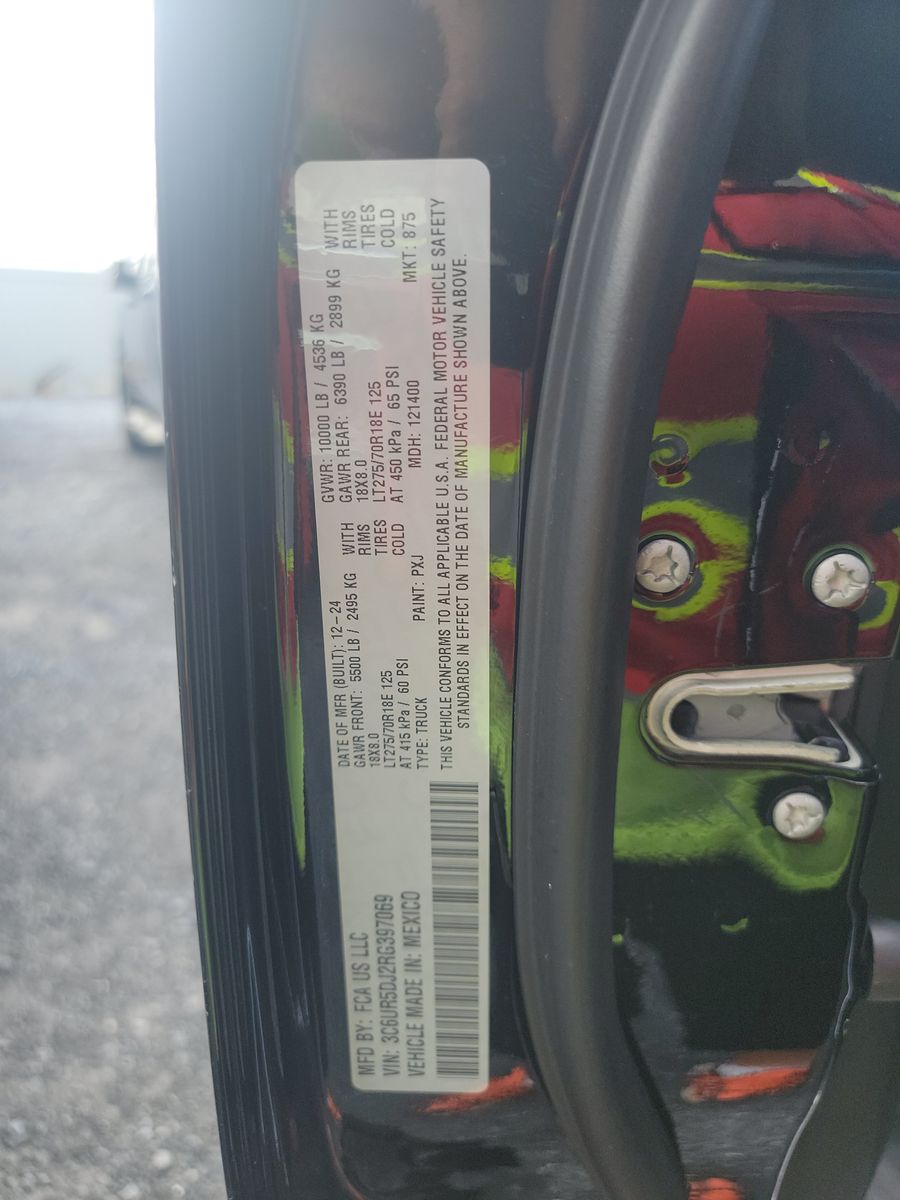 MFD BY: FCA US LLC
VIN: 3C6UR5DJ2RG397069
VEHICLE MADE IN: MEXICO
DATE OF MFR (BUILT): 12-24
GAWR FRONT: 5500 LB / 2495 KG WITH
18X8.0 RIMS
LT275/70R18E 125 TIRES
AT 415 kPa / 60 PSI COLD
TYPE: TRUCK PAINT: PXJ
GVWR: 10000 LB / 4536 KG
GAWR REAR: 6390 LB / 2899 KG WITH
18X8.0 RIMS
LT275/70R18E 125 TIRES
AT 450 kPa / 65 PSI COLD
MDH: 121400 MKT: 875
THIS VEHICLE CONFORMS TO ALL APPLICABLE U.S.A. FEDERAL MOTOR VEHICLE SAFETY
STANDARDS IN EFFECT ON THE DATE OF MANUFACTURE SHOWN ABOVE.